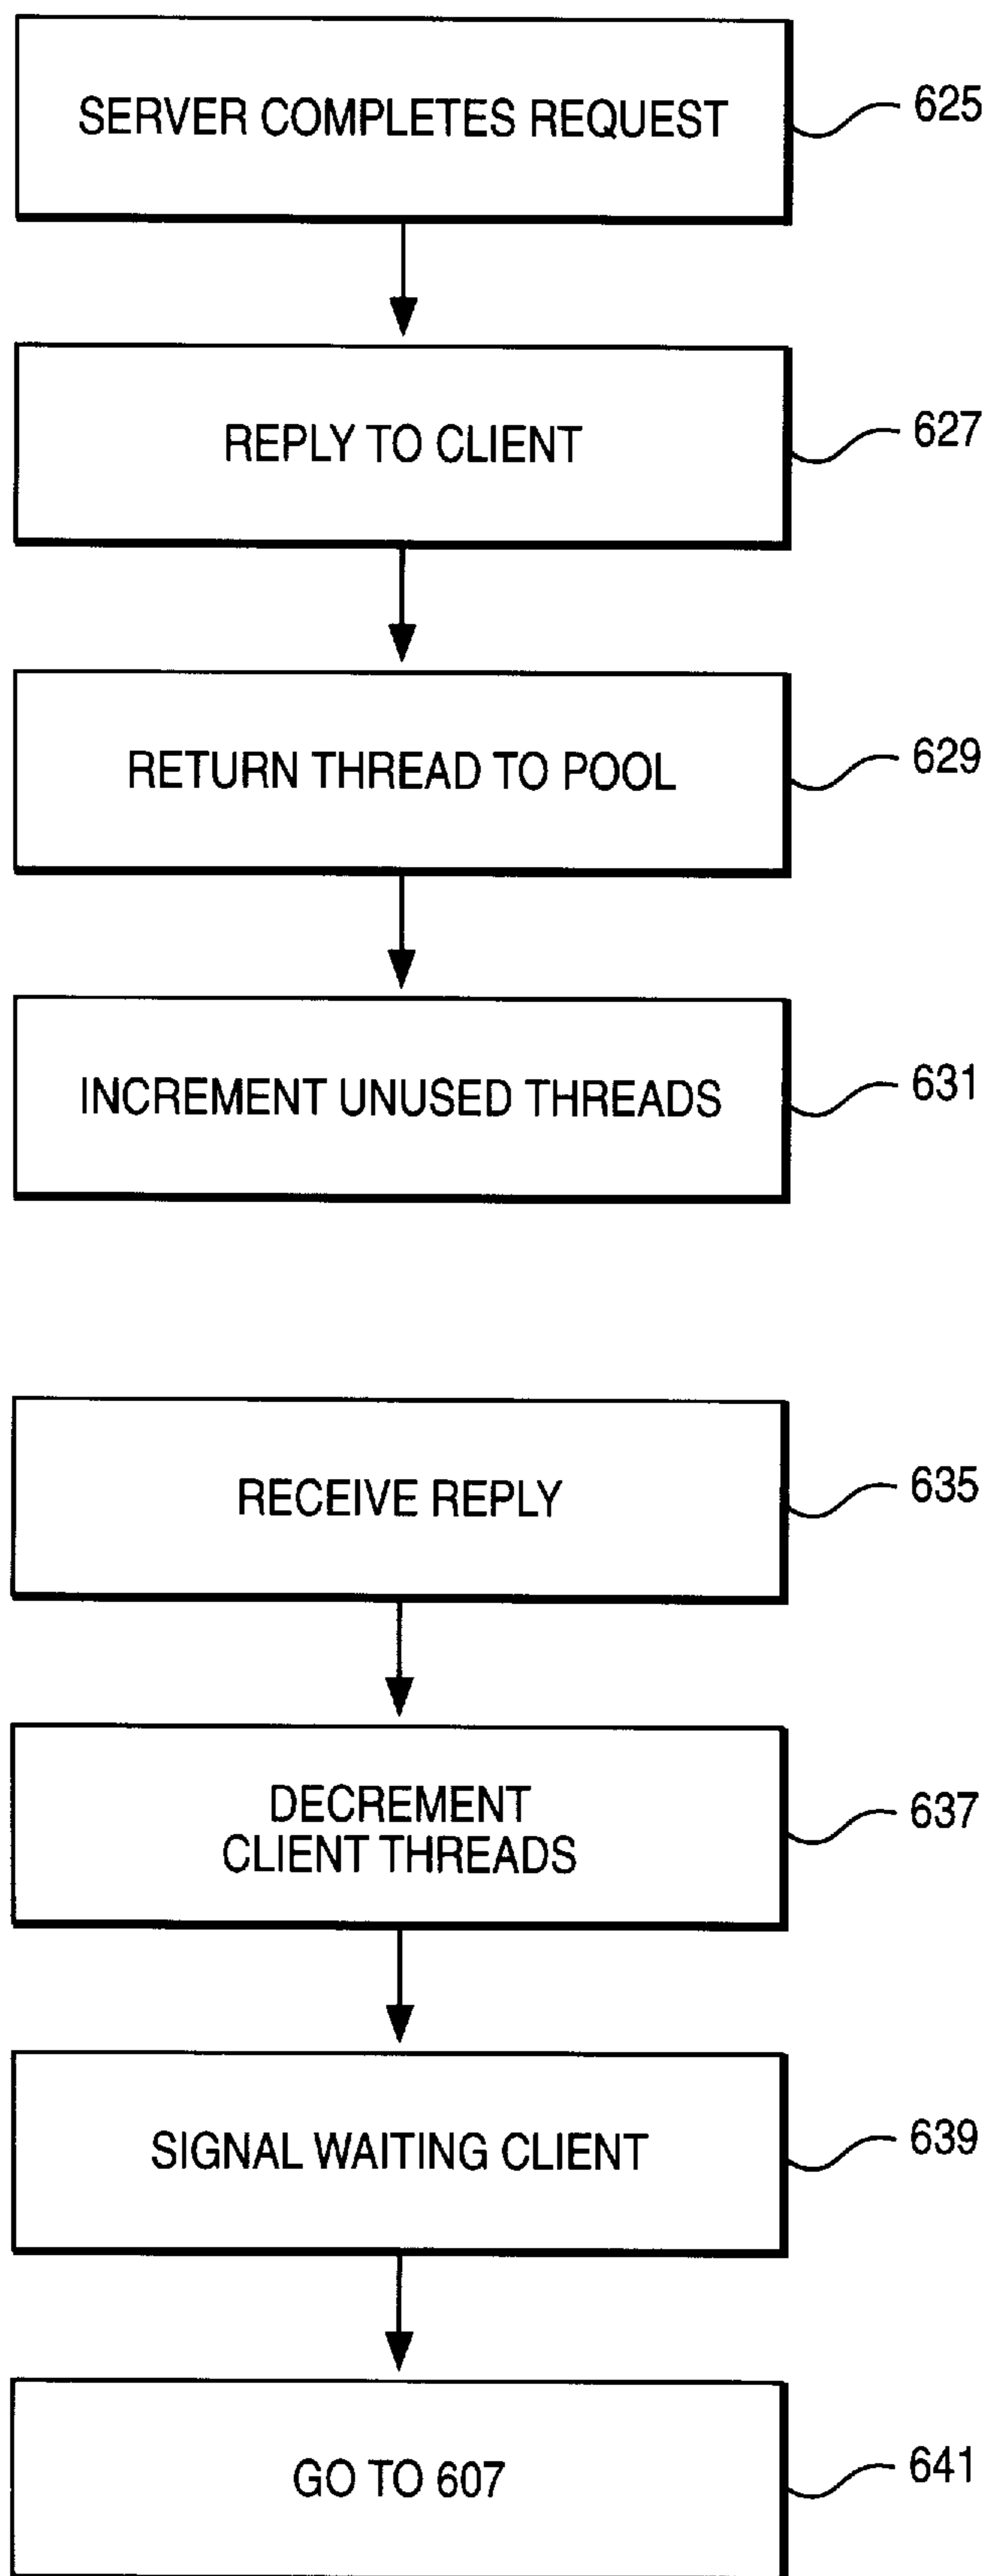 SERVER COMPLETES REQUEST
625
REPLY TO CLIENT
627
RETURN THREAD TO POOL
629
INCREMENT UNUSED THREADS
631
RECEIVE REPLY
635
DECREMENT
CLIENT THREADS
637
SIGNAL WAITING CLIENT
639
GO TO 607
641